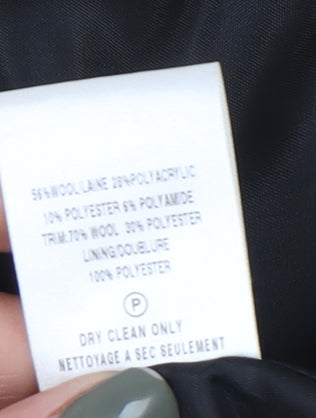 56%WOOL/LAINE 28%POLYACRYLIC
10% POLYESTER 6% POLYAMIDE
TRIM:70% WOOL 30% POLYESTER
LINING/DOUBLURE
100% POLYESTER
P
DRY CLEAN ONLY
NETTOYAGE A SEC SEULEMENT